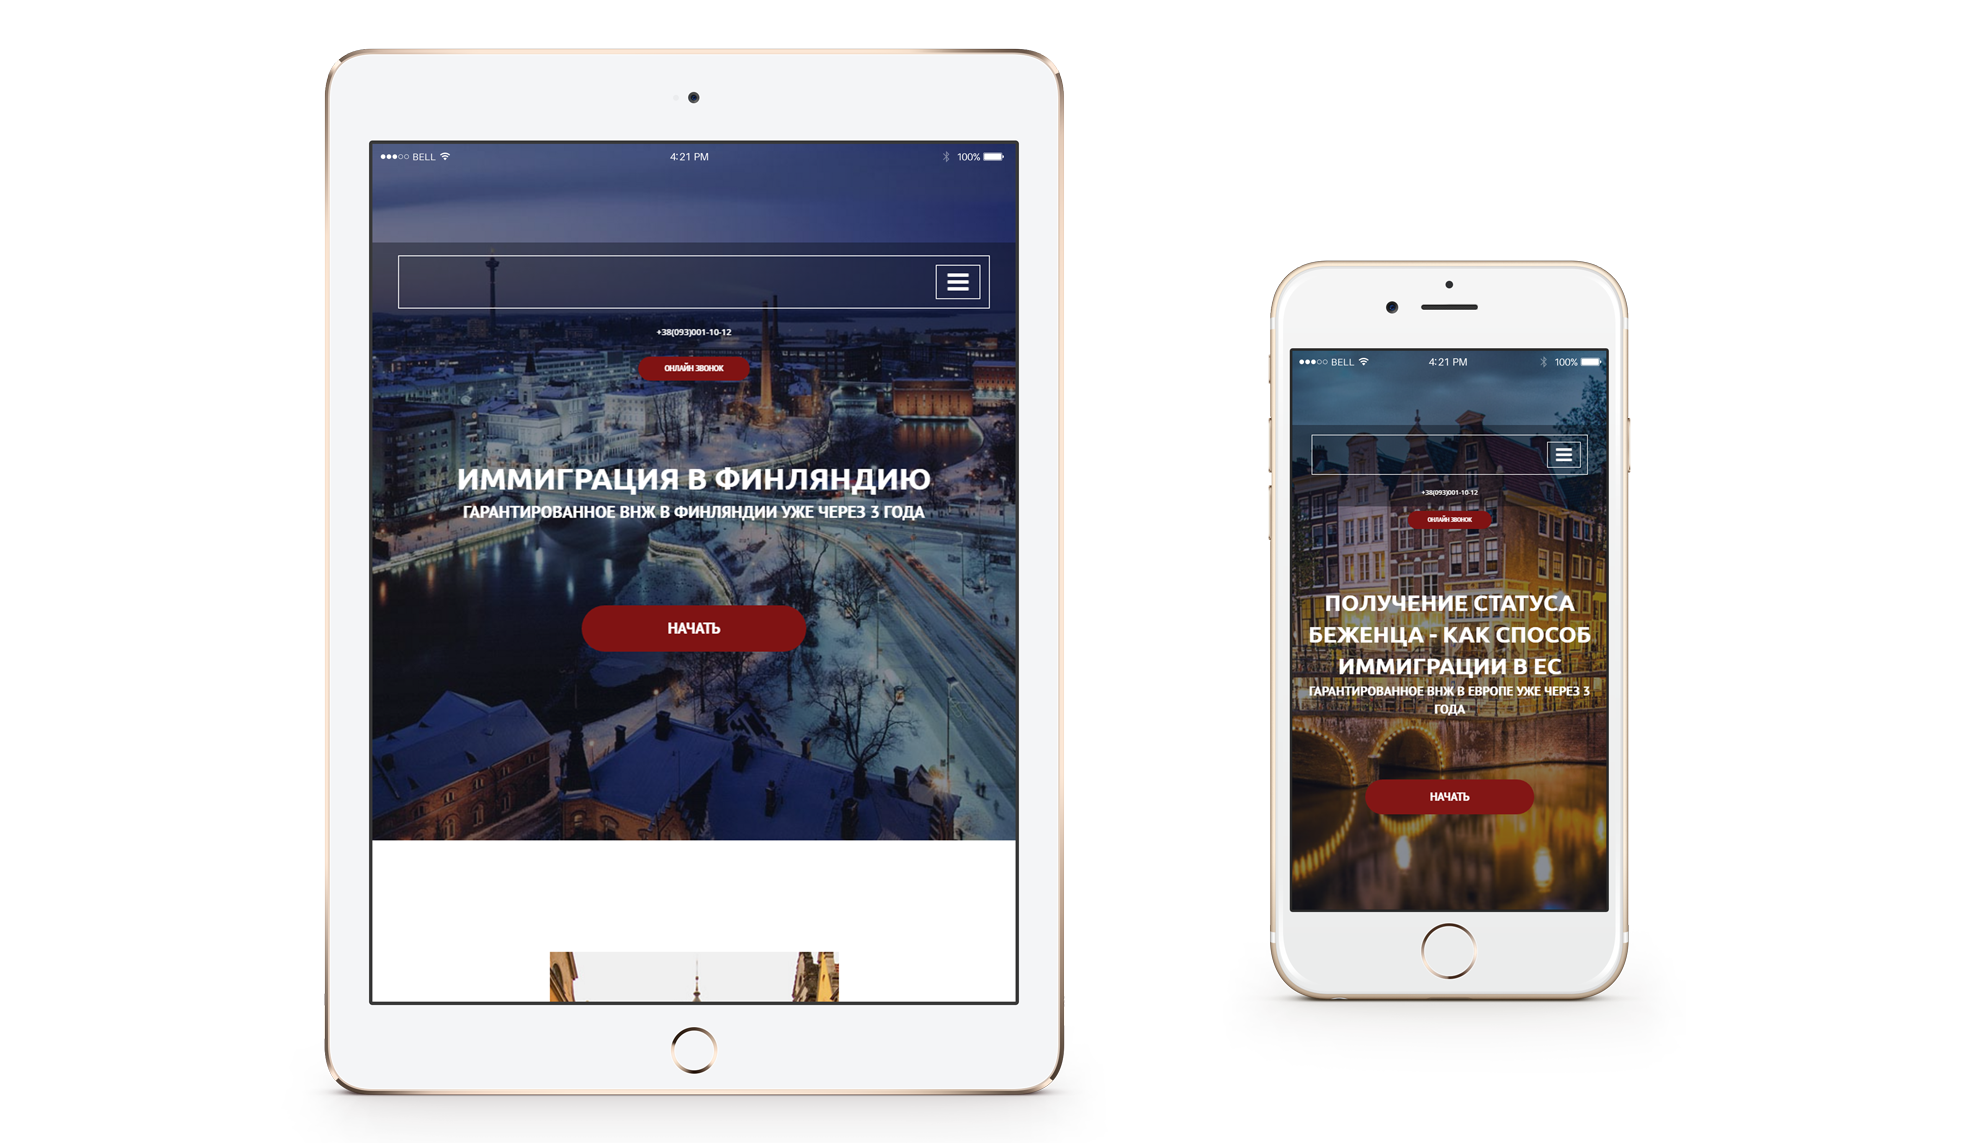 BELL
4:21 PM
100%
+38(093)001-10-12
ОНЛАЙН ЗВОНОК
ИММИГРАЦИЯ В ФИНЛЯНДИЮ
ГАРАНТИРОВАННОЕ ВНЖ В ФИНЛЯНДИИ УЖЕ ЧЕРЕЗ 3 ГОДА
НАЧАТЬ
BELL
4:21 PM
100%
+38(093)001-10-12
ОНЛАЙН ЗВОНОК
ПОЛУЧЕНИЕ СТАТУСА
БЕЖЕНЦА - КАК СПОСОБ
ИММИГРАЦИИ В ЕС
ГАРАНТИРОВАННОЕ ВНЖ В ЕВРОПЕ УЖЕ ЧЕРЕЗ 3
ГОДА
НАЧАТЬ